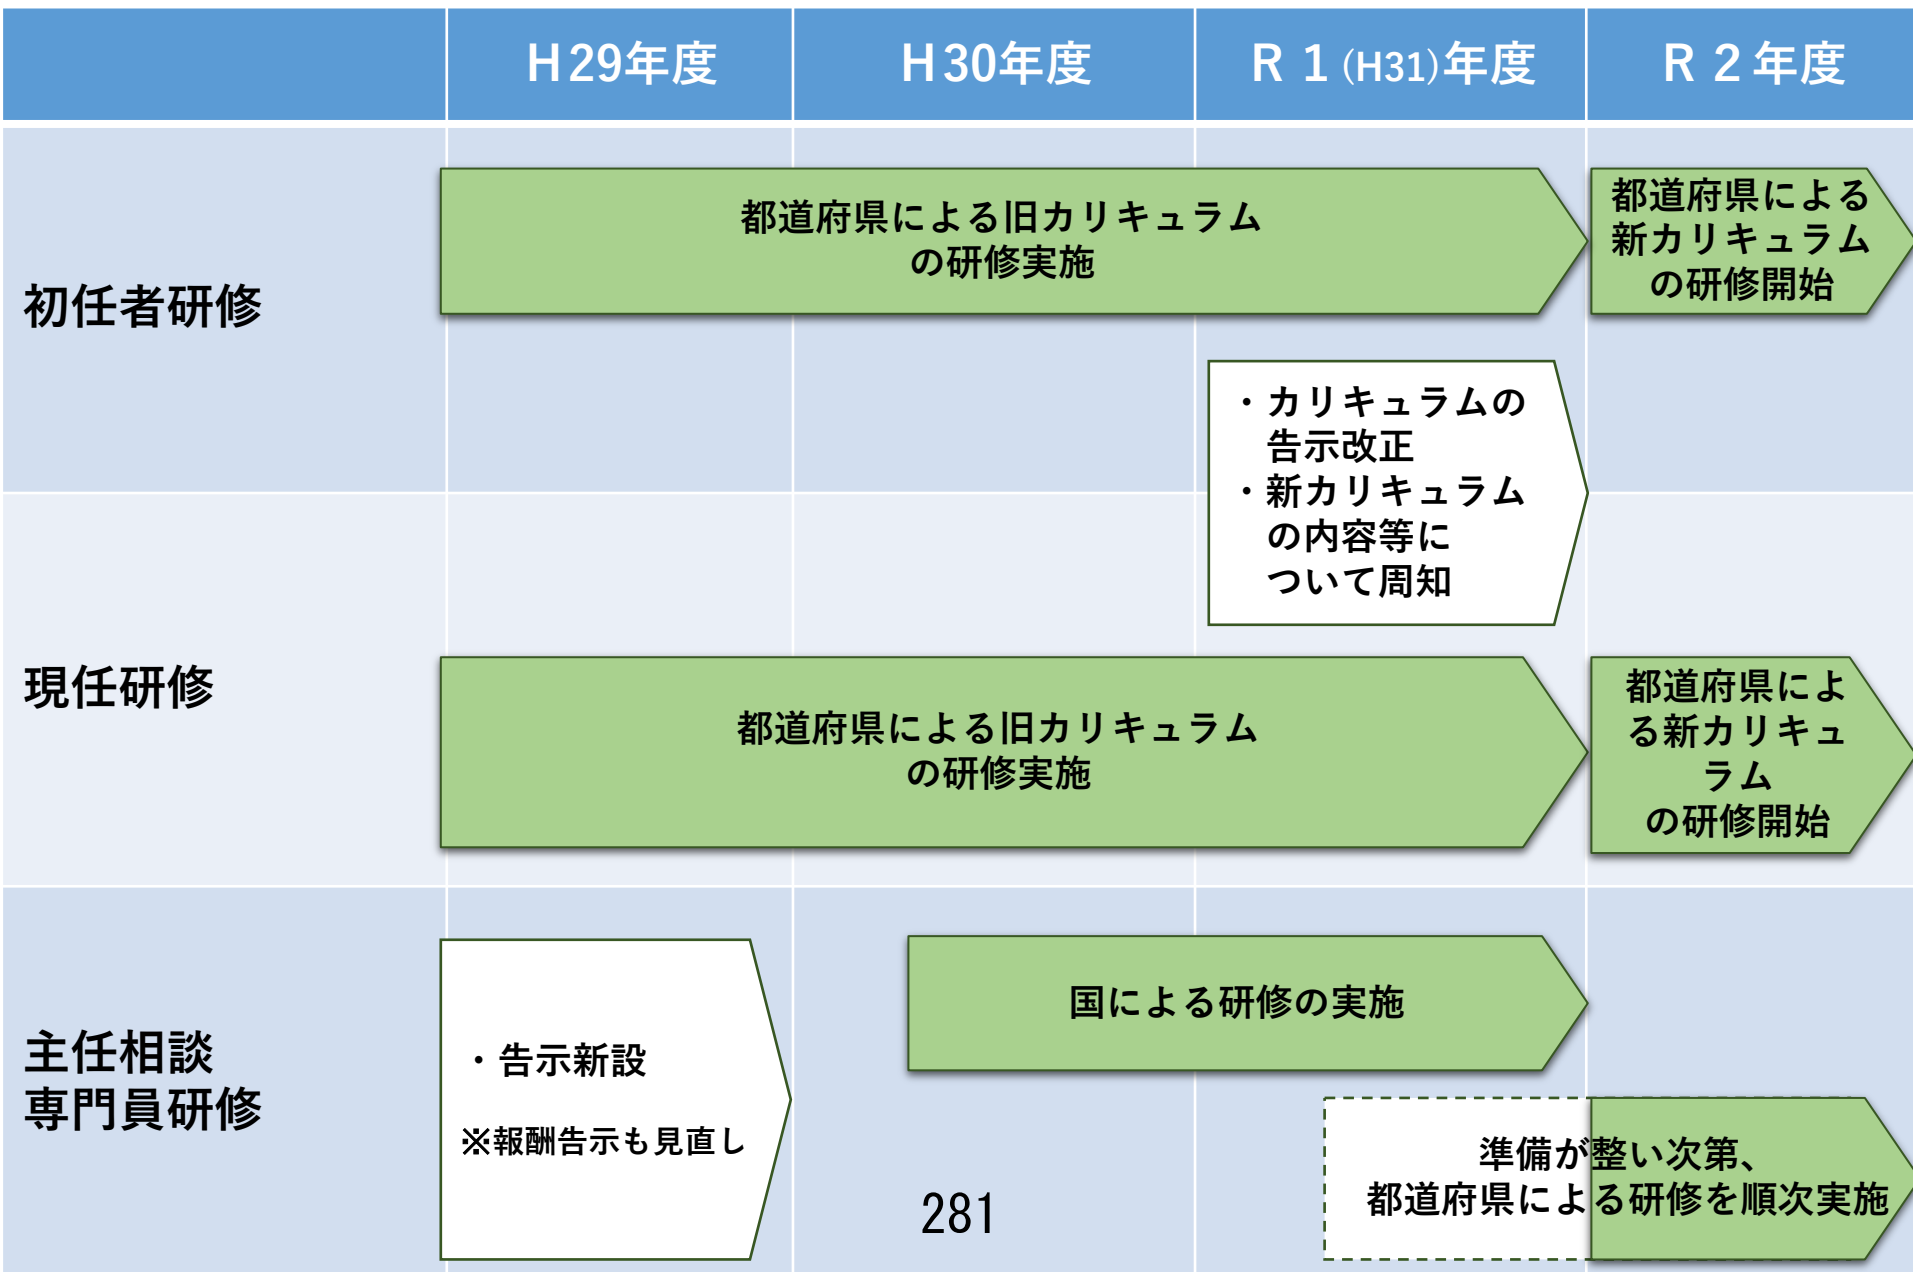 H29年度
H30年度
R１(H31)年度
R２年度
初任者研修
都道府県による旧カリキュラム
の研修実施
都道府県による
新カリキュラム
の研修開始
・カリキュラムの
告示改正
・新カリキュラム
の内容等に
ついて周知
現任研修
都道府県による旧カリキュラム
の研修実施
都道府県によ
る新カリキュ
ラム
の研修開始
主任相談
専門員研修
・告示新設
※報酬告示も見直し
国による研修の実施
準備が整い次第、
都道府県による研修を順次実施
281